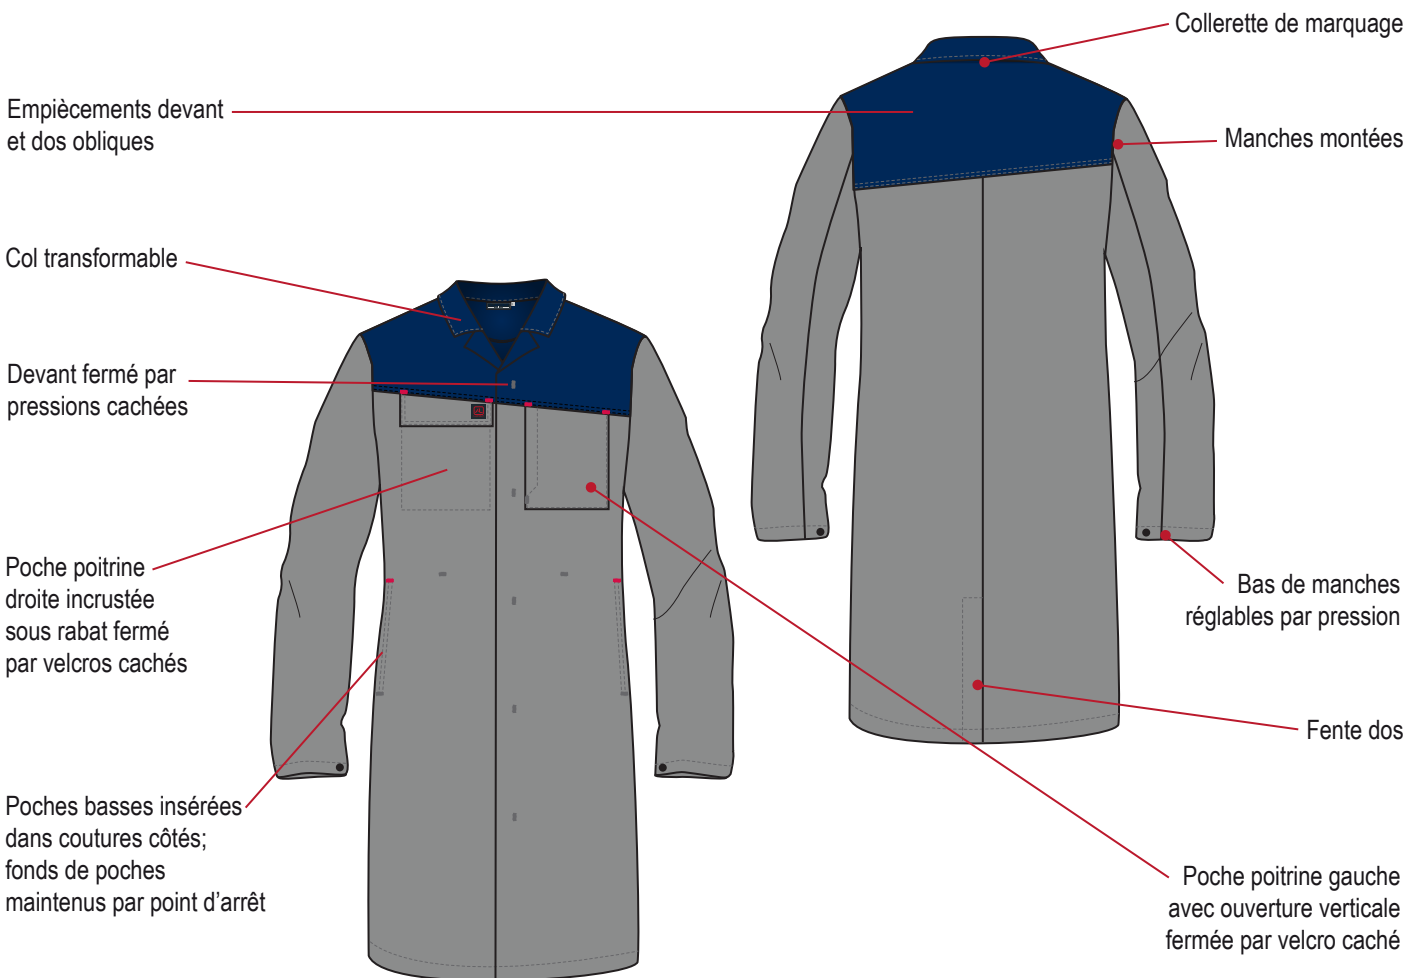 Collerette de marquage
Empiècements devant
et dos obliques
Manches montées
Col transformable
Devant fermé par
pressions cachées
Poche poitrine
droite incrustée
sous rabat fermé
par velcros cachés
Bas de manches
réglables par pression
Fente dos
Poches basses insérées
dans coutures côtés;
fonds de poches
maintenus par point d’arrêt
Poche poitrine gauche
avec ouverture verticale
fermée par velcro caché